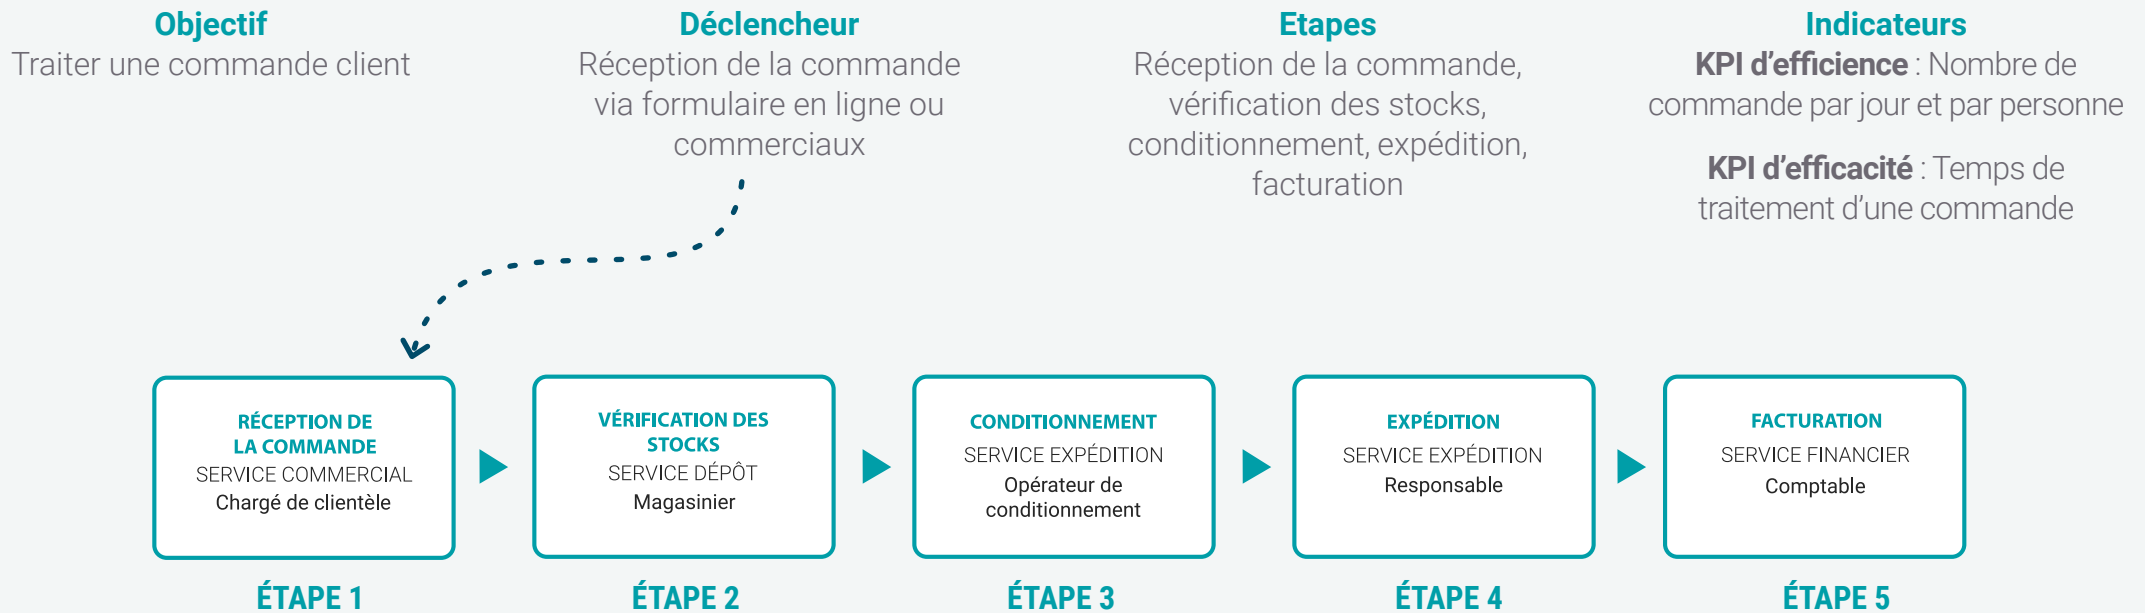 Objectif
Traiter une commande client
Déclencheur
Réception de la commande
via formulaire en ligne ou
commerciaux
Etapes
Réception de la commande,
vérification des stocks,
conditionnement, expédition,
facturation
Indicateurs
KPI d’efficience : Nombre de
commande par jour et par personne
KPI d’efficacité : Temps de
traitement d’une commande
RÉCEPTION DE
LA COMMANDE
SERVICE COMMERCIAL
Chargé de clientèle
ÉTAPE 1
VÉRIFICATION DES
STOCKS
SERVICE DÉPÔT
Magasinier
ÉTAPE 2
CONDITIONNEMENT
SERVICE EXPÉDITION
Opérateur de
conditionnement
ÉTAPE 3
EXPÉDITION
SERVICE EXPÉDITION
Responsable
ÉTAPE 4
FACTURATION
SERVICE FINANCIER
Comptable
ÉTAPE 5